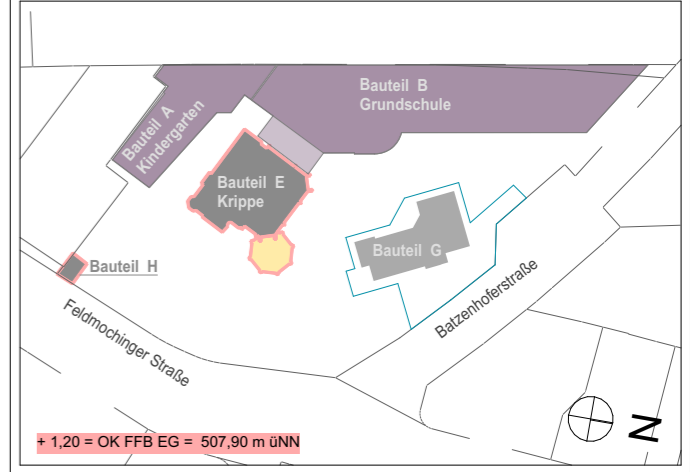 Bauteil B
Grundschule
Bauteil A
Kindergarten
Bauteil E
Krippe
Bauteil G
Bauteil H
Feldmochinger Straße
Batzenhoferstraße
+ 1,20 = OK FFB EG = 507,90 m üNN
N